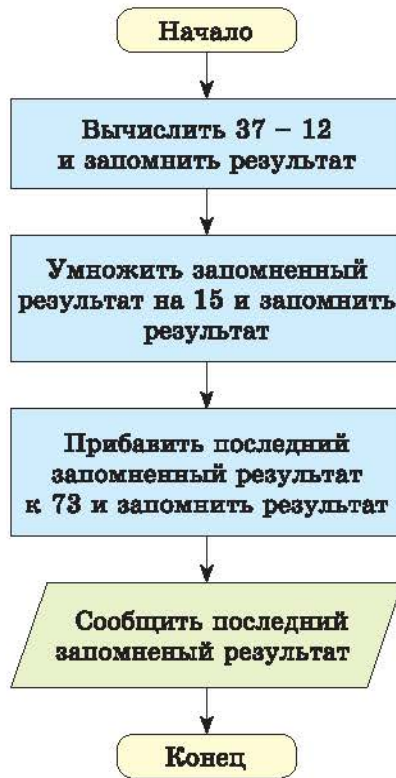 Начало
Вычислить 37 – 12
и запомнить результат
Умножить запомненный
результат на 15 и запомнить
результат
Прибавить последний
запомненный результат
к 73 и запомнить результат
Сообщить последний
запомненый результат
Конец